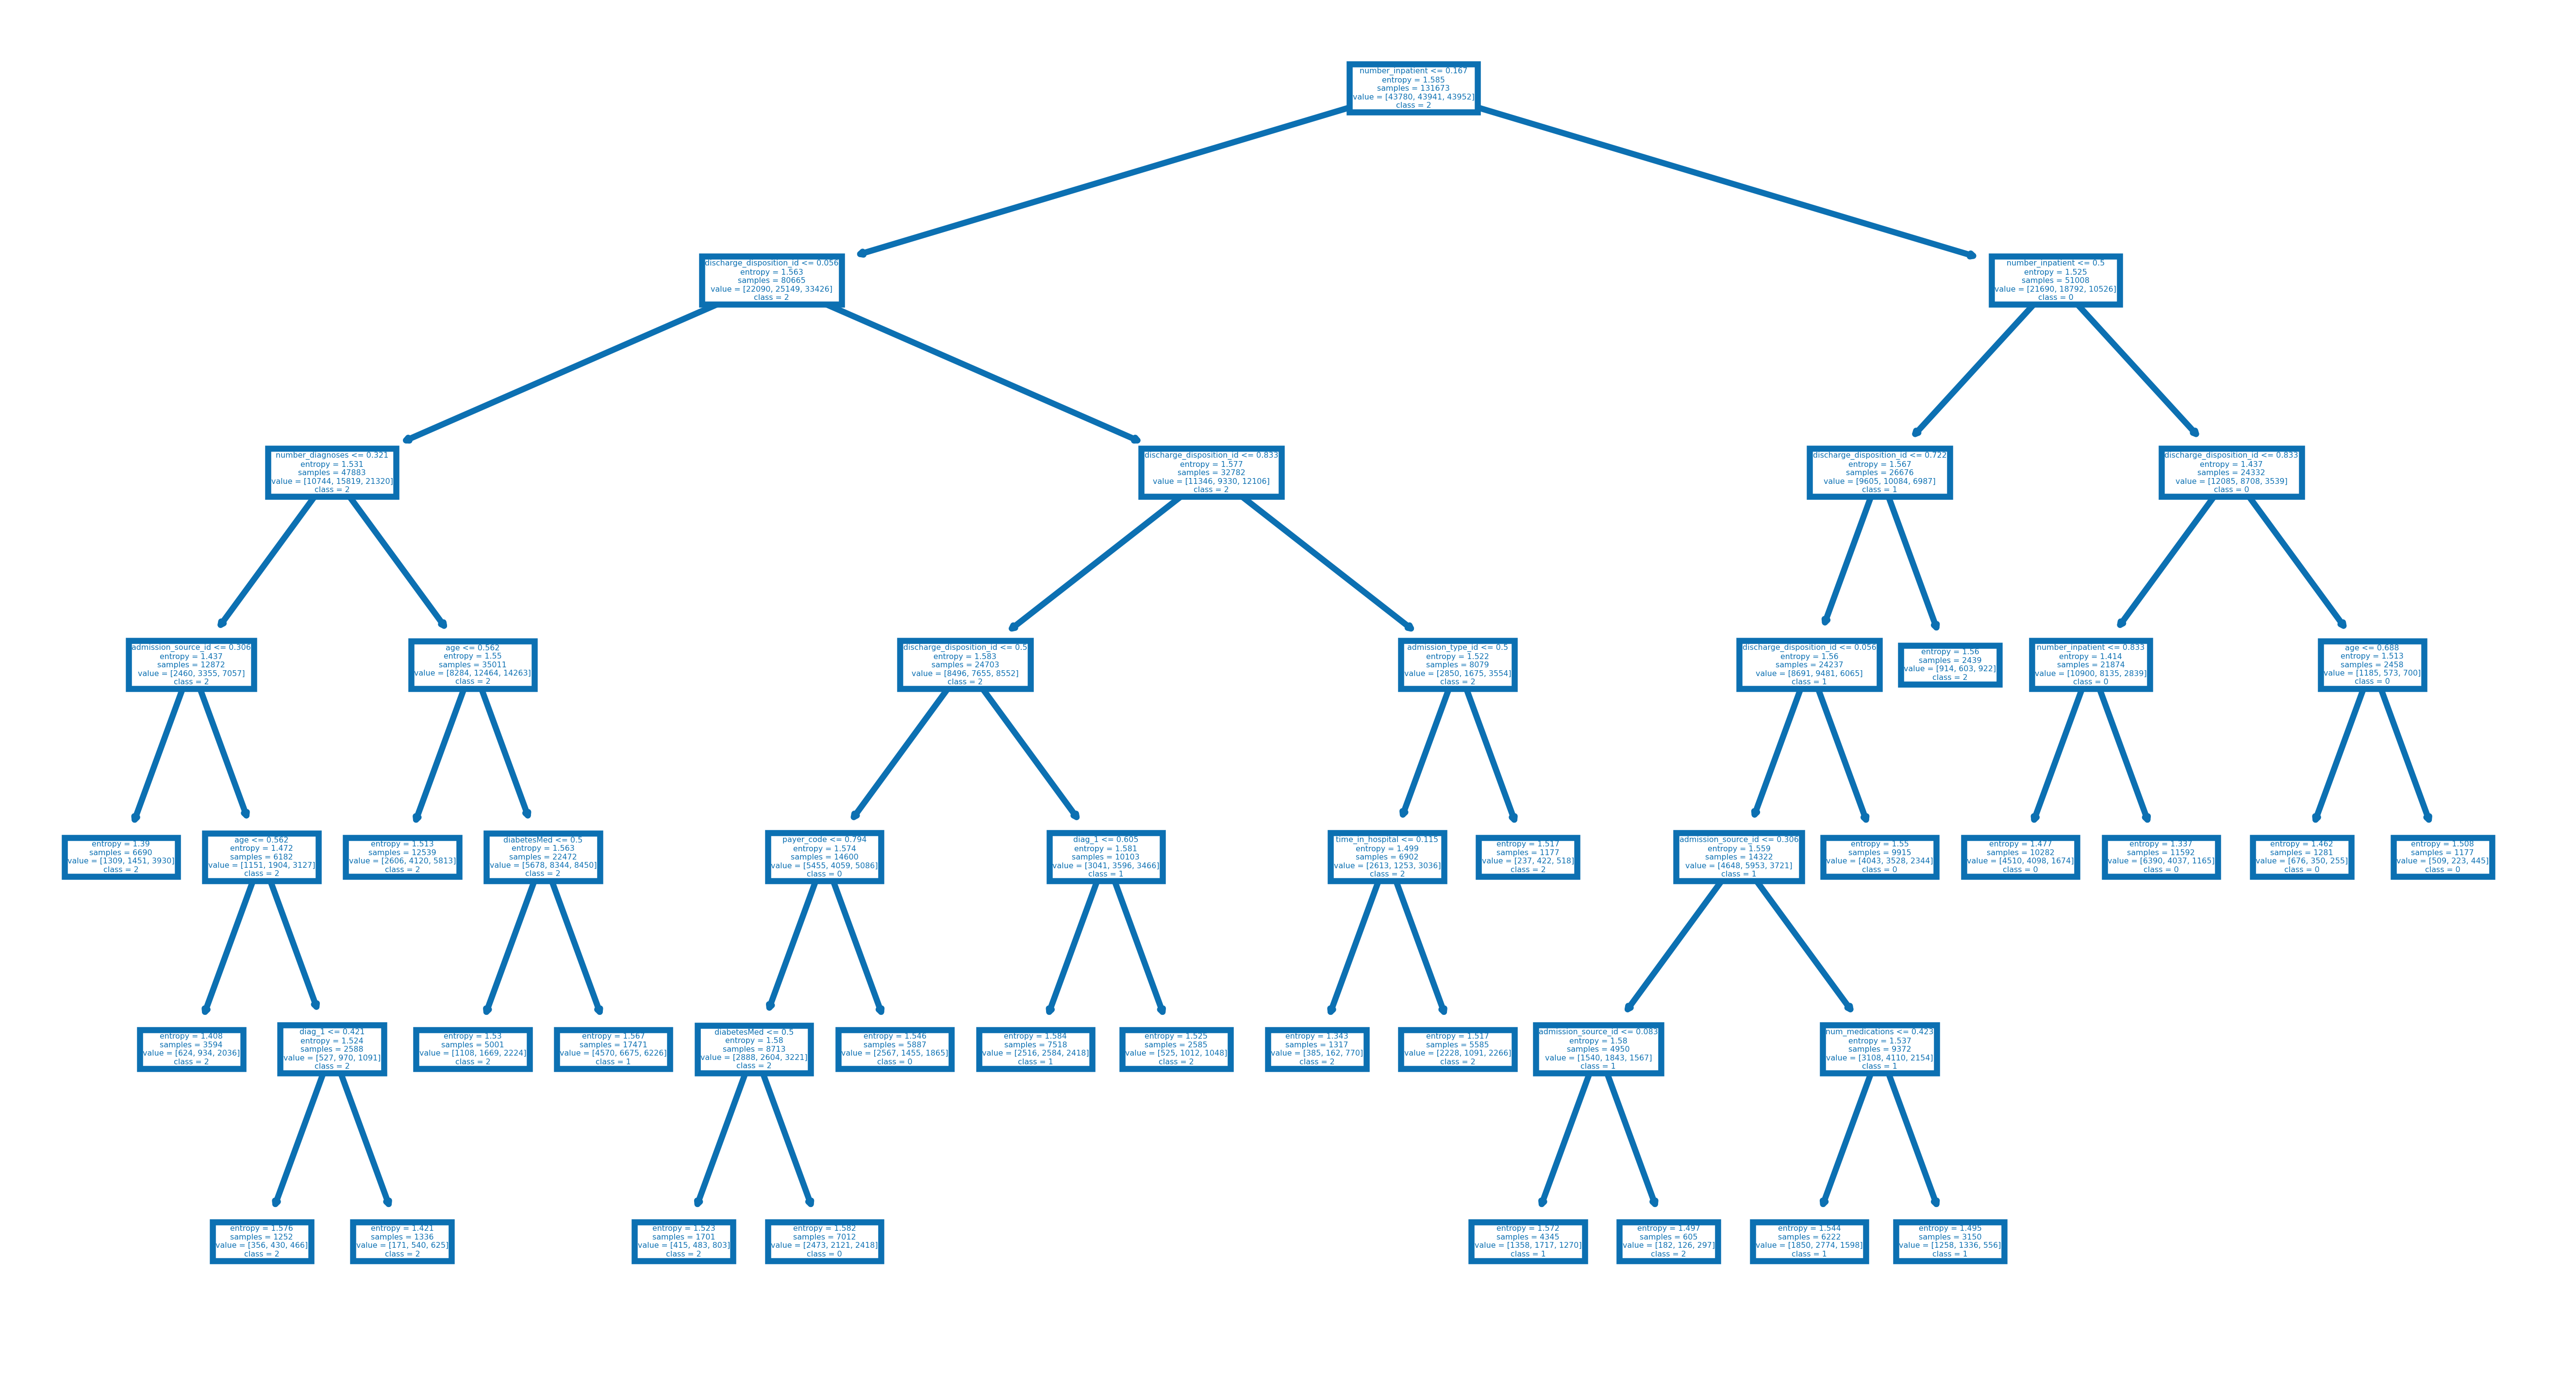 number_inpatient <= 0.167
entropy = 1.585
samples = 131673
value = [43780, 43941, 43952]
class = 2
discharge_disposition_id <= 0.056
entropy = 1.563
samples = 80665
value = [22090, 25149, 33426]
class = 2
number_inpatient <= 0.5
entropy = 1.525
samples = 51008
value = [21690, 18792, 10526]
class = 0
number_diagnoses <= 0.321
entropy = 1.531
samples = 47883
value = [10744, 15819, 21320]
class = 2
discharge_disposition_id <= 0.833
entropy = 1.577
samples = 32782
value = [11346, 9330, 12106]
class = 2
discharge_disposition_id <= 0.722
entropy = 1.567
samples = 26676
value = [9605, 10084, 6987]
class = 1
discharge_disposition_id <= 0.833
entropy = 1.437
samples = 24332
value = [12085, 8708, 3539]
class = 0
admission_source_id <= 0.306
entropy = 1.437
samples = 12872
value = [2460, 3355, 7057]
class = 2
age <= 0.562
entropy = 1.55
samples = 35011
value = [8284, 12464, 14263]
class = 2
discharge_disposition_id <= 0.5
entropy = 1.583
samples = 24703
value = [8496, 7655, 8552]
class = 2
admission_type_id <= 0.5
entropy = 1.522
samples = 8079
value = [2850, 1675, 3554]
class = 2
discharge_disposition_id <= 0.056
entropy = 1.56
samples = 24237
value = [8691, 9481, 6065]
class = 1
entropy = 1.56
samples = 2439
value = [914, 603, 922]
class = 2
number_inpatient <= 0.833
entropy = 1.414
samples = 21874
value = [10900, 8135, 2839]
class = 0
age <= 0.688
entropy = 1.513
samples = 2458
value = [1185, 573, 700]
class = 0
entropy = 1.39
samples = 6690
value = [1309, 1451, 3930]
class = 2
age <= 0.562
entropy = 1.472
samples = 6182
value = [1151, 1904, 3127]
class = 2
entropy = 1.513
samples = 12539
value = [2606, 4120, 5813]
class = 2
diabetesMed <= 0.5
entropy = 1.563
samples = 22472
value = [5678, 8344, 8450]
class = 2
payer_code <= 0.794
entropy = 1.574
samples = 14600
value = [5455, 4059, 5086]
class = 0
diag_1 <= 0.605
entropy = 1.581
samples = 10103
value = [3041, 3596, 3466]
class = 1
time_in_hospital <= 0.115
entropy = 1.499
samples = 6902
value = [2613, 1253, 3036]
class = 2
entropy = 1.517
samples = 1177
value = [237, 422, 518]
class = 2
admission_source_id <= 0.306
entropy = 1.559
samples = 14322
value = [4648, 5953, 3721]
class = 1
entropy = 1.55
samples = 9915
value = [4043, 3528, 2344]
class = 0
entropy = 1.477
samples = 10282
value = [4510, 4098, 1674]
class = 0
entropy = 1.337
samples = 11592
value = [6390, 4037, 1165]
class = 0
entropy = 1.462
samples = 1281
value = [676, 350, 255]
class = 0
entropy = 1.508
samples = 1177
value = [509, 223, 445]
class = 0
entropy = 1.408
samples = 3594
value = [624, 934, 2036]
class = 2
diag_1 <= 0.421
entropy = 1.524
samples = 2588
value = [527, 970, 1091]
class = 2
entropy = 1.53
samples = 5001
value = [1108, 1669, 2224]
class = 2
entropy = 1.567
samples = 17471
value = [4570, 6675, 6226]
class = 1
diabetesMed <= 0.5
entropy = 1.58
samples = 8713
value = [2888, 2604, 3221]
class = 2
entropy = 1.546
samples = 5887
value = [2567, 1455, 1865]
class = 0
entropy = 1.584
samples = 7518
value = [2516, 2584, 2418]
class = 1
entropy = 1.525
samples = 2585
value = [525, 1012, 1048]
class = 2
entropy = 1.343
samples = 1317
value = [385, 162, 770]
class = 2
entropy = 1.517
samples = 5585
value = [2228, 1091, 2266]
class = 2
admission_source_id <= 0.083
entropy = 1.58
samples = 4950
value = [1540, 1843, 1567]
class = 1
num_medications <= 0.423
entropy = 1.537
samples = 9372
value = [3108, 4110, 2154]
class = 1
entropy = 1.576
samples = 1252
value = [356, 430, 466]
class = 2
entropy = 1.421
samples = 1336
value = [171, 540, 625]
class = 2
entropy = 1.523
samples = 1701
value = [415, 483, 803]
class = 2
entropy = 1.582
samples = 7012
value = [2473, 2121, 2418]
class = 0
entropy = 1.572
samples = 4345
value = [1358, 1717, 1270]
class = 1
entropy = 1.497
samples = 605
value = [182, 126, 297]
class = 2
entropy = 1.544
samples = 6222
value = [1850, 2774, 1598]
class = 1
entropy = 1.495
samples = 3150
value = [1258, 1336, 556]
class = 1